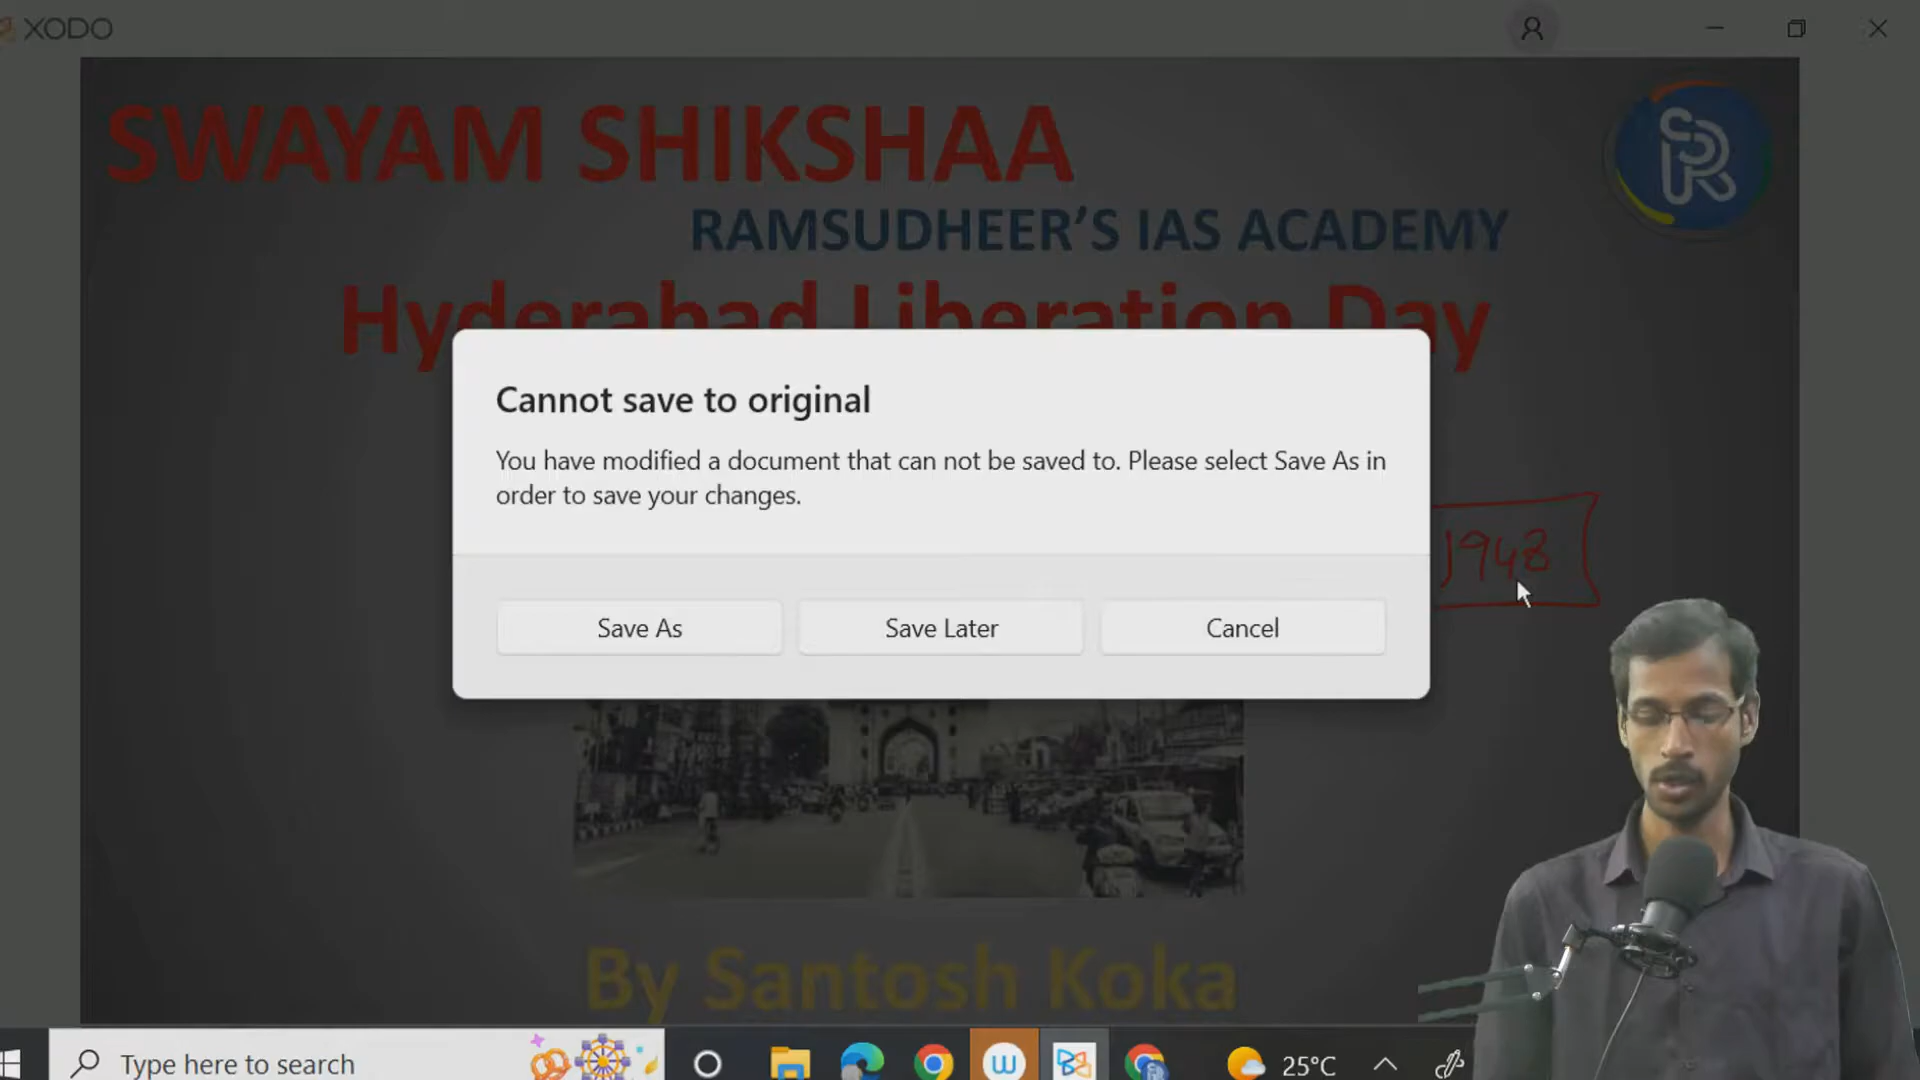 XODO
SWAYAM SHIKSHAA
RAMSUDHEER’S IAS ACADEMY
Hyderabad Liberation Day
Cannot save to original
You have modified a document that can not be saved to. Please select Save As in
order to save your changes.
1948
Save As
Save Later
Cancel
By Santosh Koka
Type here to search
25°C